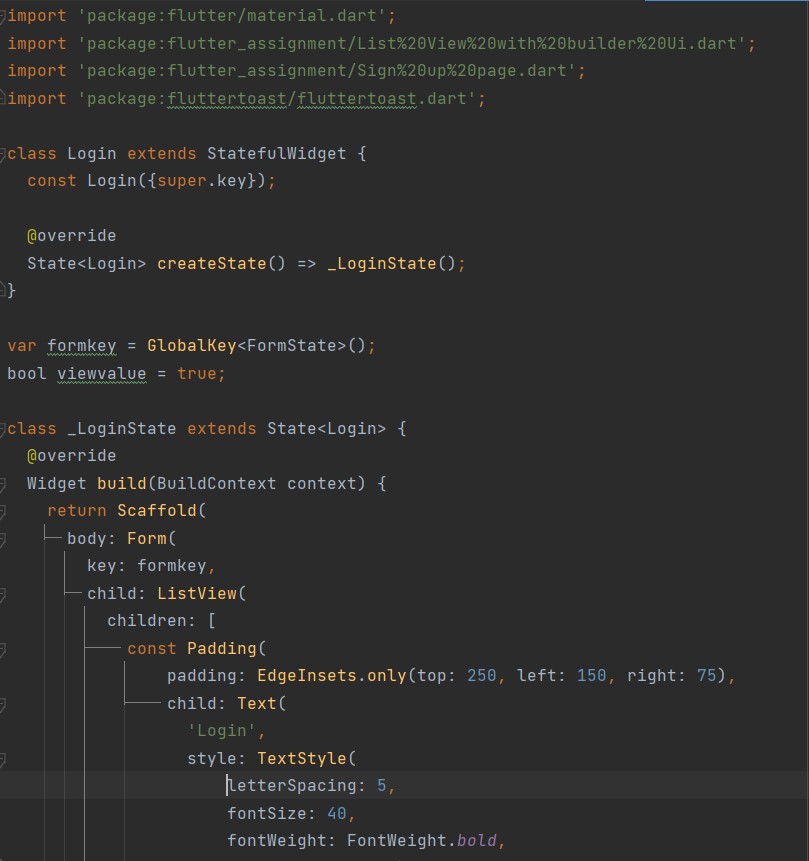 import 'package:flutter/material.dart';
import 'package:flutter_assignment/List%20View%20with%20builder%20Ui.dart';
import 'package:flutter_assignment/Sign%20up%20page.dart';
import 'package:fluttertoast/fluttertoast.dart';
class Login extends StatefulWidget {
const Login({super.key});
@override
State<Login> createState() => _LoginState();
}
var formkey = GlobalKey<FormState>();
bool viewvalue = true;
class _LoginState extends State<Login> {
@override
Widget build(BuildContext context) {
return Scaffold(
body: Form(
key: formkey,
child: ListView(
children: [
const Padding(
padding: EdgeInsets.only(top: 250, left: 150, right: 75),
child: Text(
'Login',
style: TextStyle(
letterSpacing: 5,
fontSize: 40,
fontWeight: FontWeight.bold,